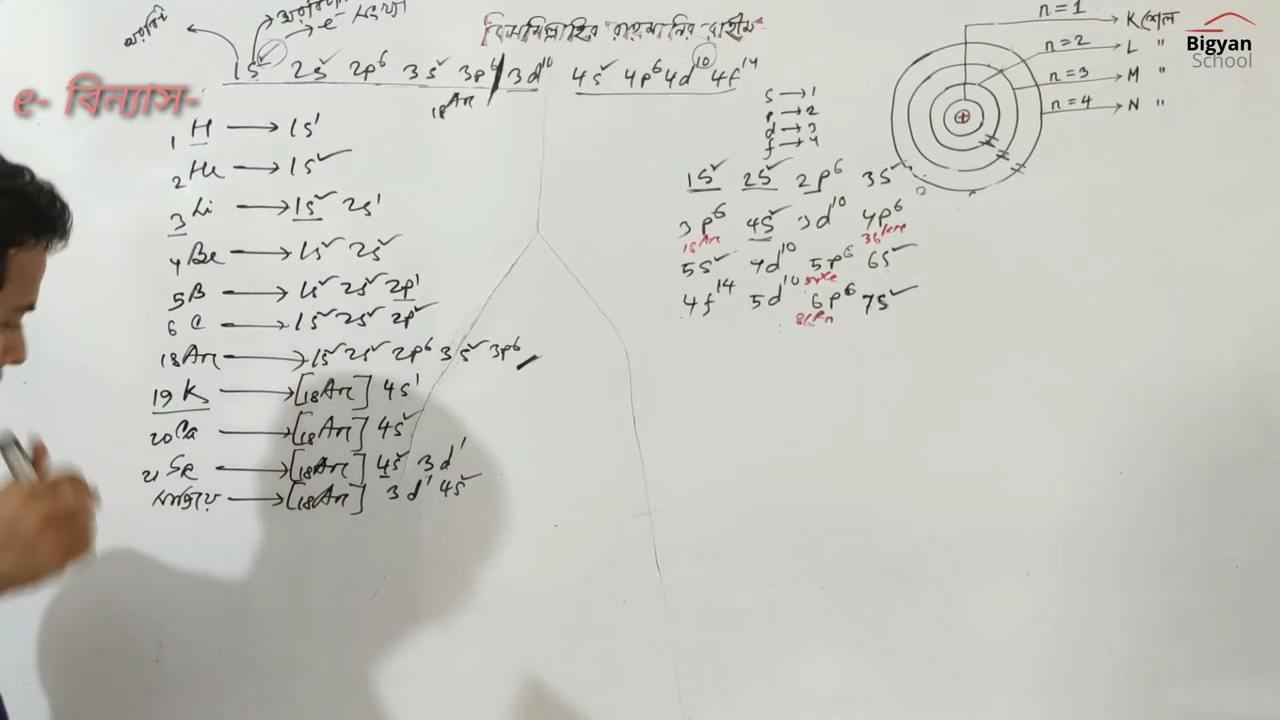 বিসমিল্লাহির রাহমানির রাহীম
e- বিন্যাস-
Bigyan
School
e⁻ সংখ্যা
1s² 2s² 2p⁶ 3s² 3p⁶ 3d¹⁰ 4s² 4p⁶ 4d¹⁰ 4f¹⁴
₁₈Ar
₁H → 1s¹
₂He → 1s²
₃Li → 1s² 2s¹
₄Be → 1s² 2s²
₅B → 1s² 2s² 2p¹
₆C → 1s² 2s² 2p²
₁₈Ar → 1s² 2s² 2p⁶ 3s² 3p⁶
₁₉K → [₁₈Ar] 4s¹
₂₀Ca → [₁₈Ar] 4s²
₂₁Sc → [₁₈Ar] 4s² 3d¹
→ [₁₈Ar] 3d¹ 4s²
s → 1
p → 2
d → 3
f → 4
1s² 2s² 2p⁶ 3s²
3p⁶ 4s² 3d¹⁰ 4p⁶
₁₈Ar ₃₆Kr
5s² 4d¹⁰ 5p⁶ 6s²
₅₄Xe
4f¹⁴ 5d¹⁰ 6p⁶ 7s²
₈₆Rn
n=1 → K শেল
n=2 → L "
n=3 → M "
n=4 → N "
+